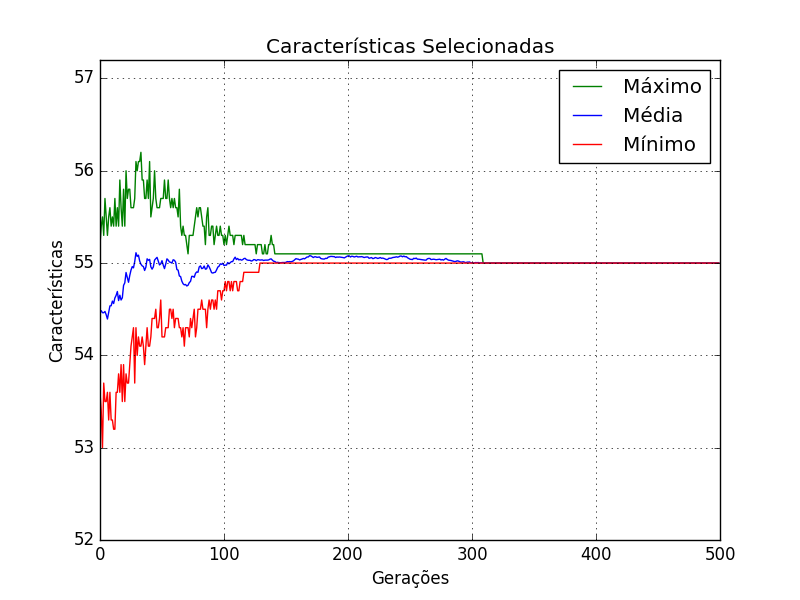 Características Selecionadas
Máximo
Média
Mínimo
57
56
55
54
53
52
Características
0 100 200 300 400 500
Gerações